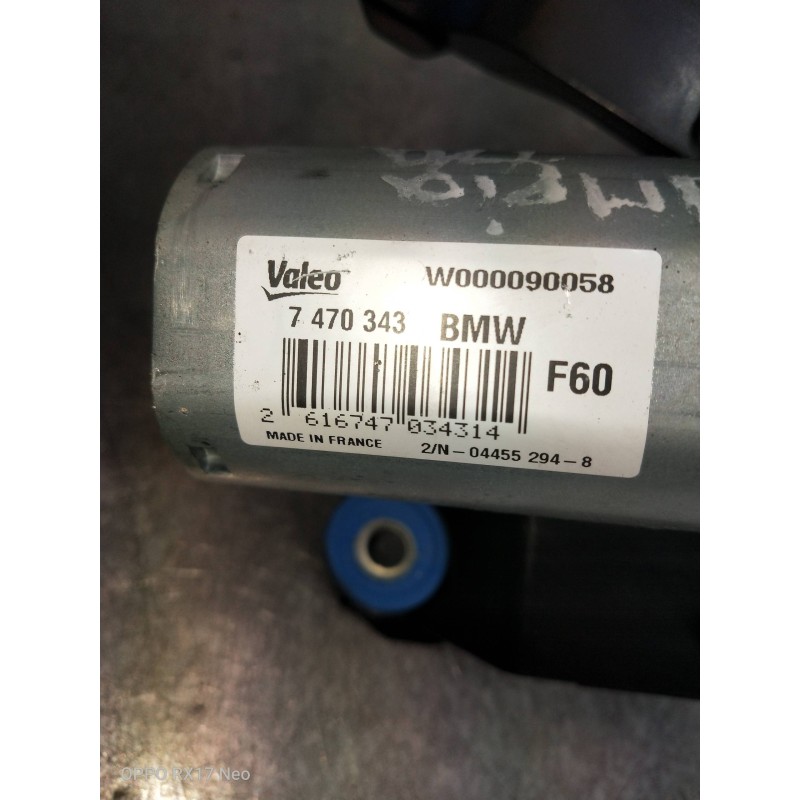 Valeo W000090058
7 470 343 BMW
F60
2 616747 034314
MADE IN FRANCE 2/N - 04455 294 - 8
OPPO RX17 Neo